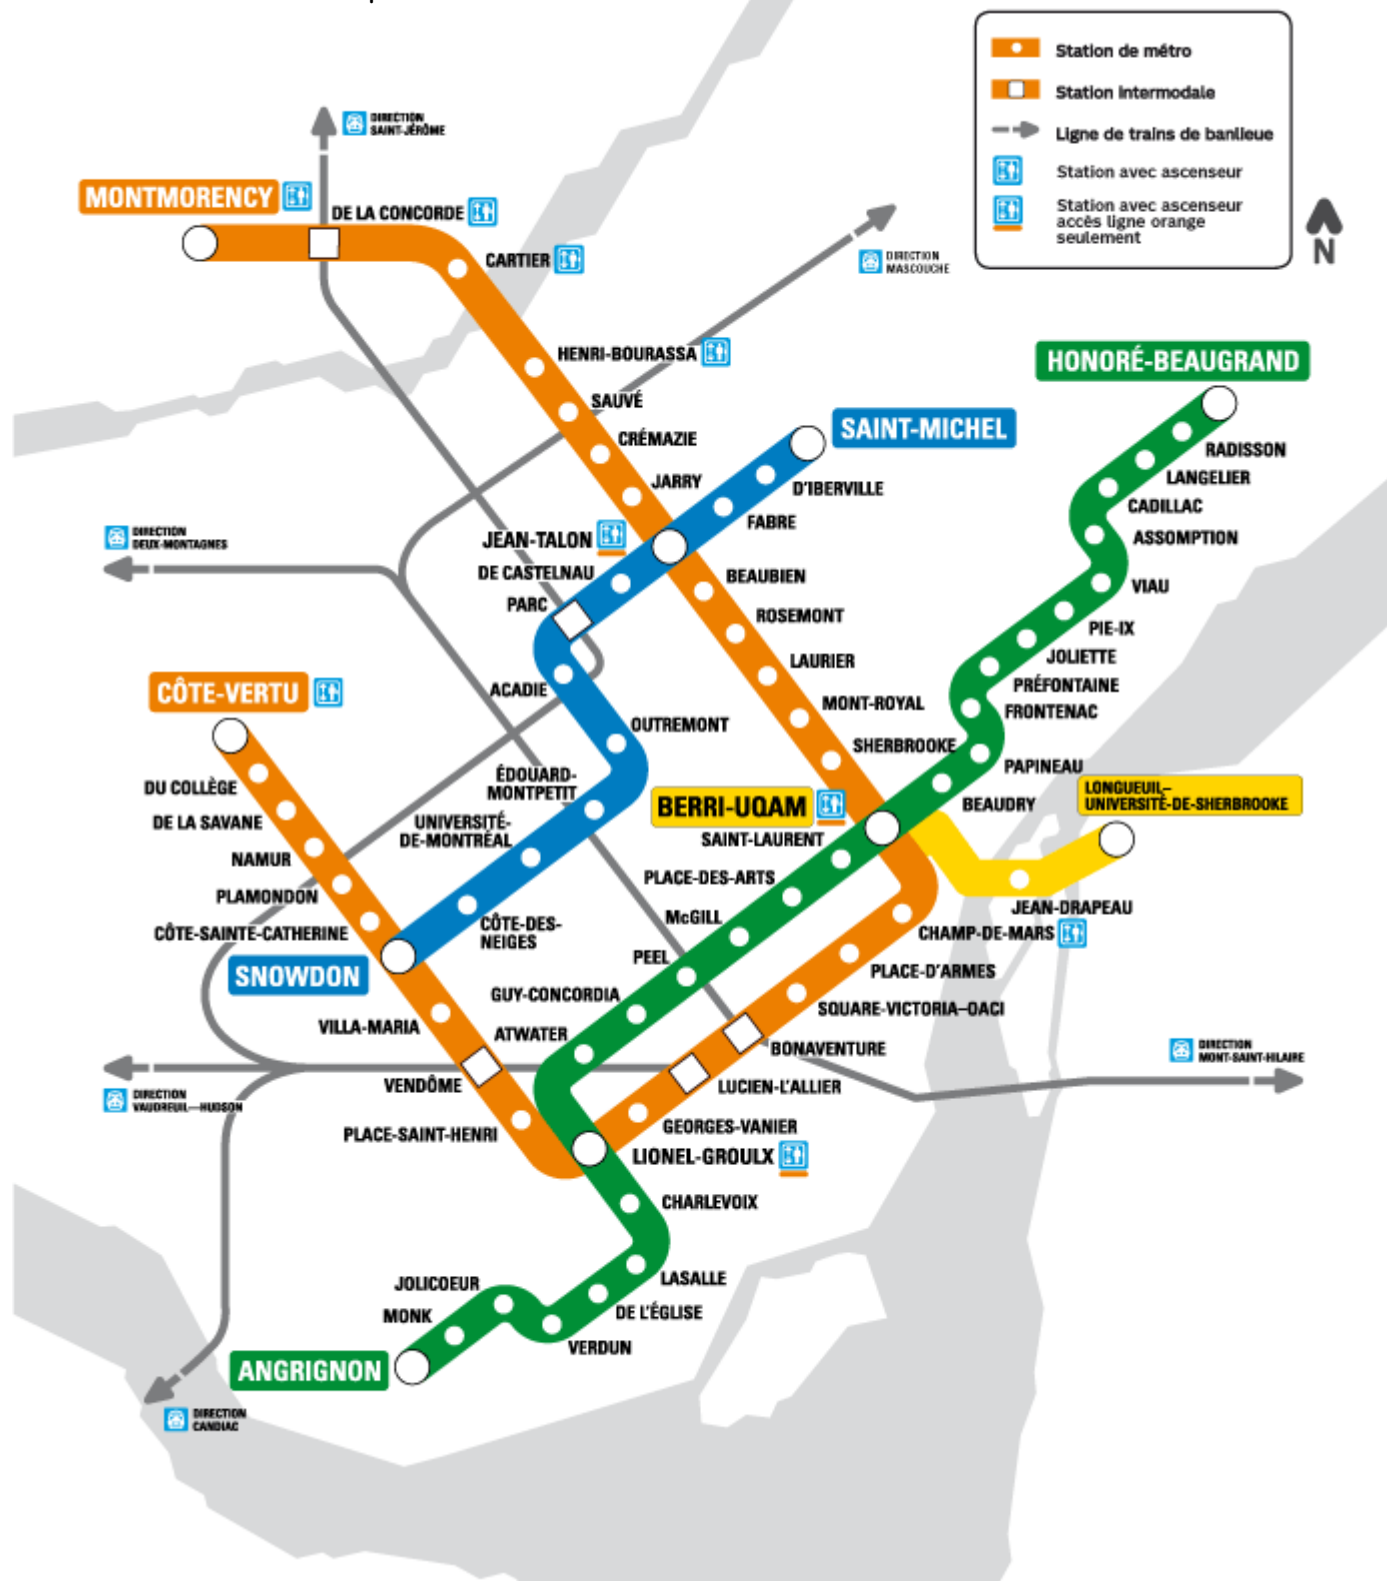 Station de métro
Station intermodale
Ligne de trains de banlieue
Station avec ascenseur
Station avec ascenseur
accès ligne orange
seulement
N
DIRECTION
SAINT-JÉRÔME
MONTMORENCY
DE LA CONCORDE
CARTIER
DIRECTION
MASCOUCHE
HENRI-BOURASSA
HONORÉ-BEAUGRAND
SAUVÉ
SAINT-MICHEL
CRÉMAZIE
RADISSON
JARRY
LANGELIER
D'IBERVILLE
CADILLAC
FABRE
DIRECTION
DEUX-MONTAGNES
JEAN-TALON
ASSOMPTION
DE CASTELNAU
BEAUBIEN
VIAU
PARC
ROSEMONT
PIE-IX
LAURIER
JOLIETTE
CÔTE-VERTU
ACADIE
PRÉFONTAINE
MONT-ROYAL
FRONTENAC
OUTREMONT
SHERBROOKE
PAPINEAU
ÉDOUARD-
MONTPETIT
DU COLLÈGE
BERRI-UQAM
BEAUDRY
LONGUEUIL–
UNIVERSITÉ-DE-SHERBROOKE
DE LA SAVANE
UNIVERSITÉ-
DE-MONTRÉAL
SAINT-LAURENT
NAMUR
PLACE-DES-ARTS
PLAMONDON
JEAN-DRAPEAU
McGILL
CÔTE-SAINTE-CATHERINE
CÔTE-DES-
NEIGES
CHAMP-DE-MARS
PEEL
SNOWDON
PLACE-D'ARMES
GUY-CONCORDIA
SQUARE-VICTORIA–OACI
VILLA-MARIA
ATWATER
BONAVENTURE
DIRECTION
MONT-SAINT-HILAIRE
VENDÔME
LUCIEN-L'ALLIER
DIRECTION
VAUDREUIL—HUDSON
GEORGES-VANIER
PLACE-SAINT-HENRI
LIONEL-GROULX
CHARLEVOIX
LASALLE
JOLICOEUR
DE L'ÉGLISE
MONK
VERDUN
ANGRIGNON
DIRECTION
CANDIAC